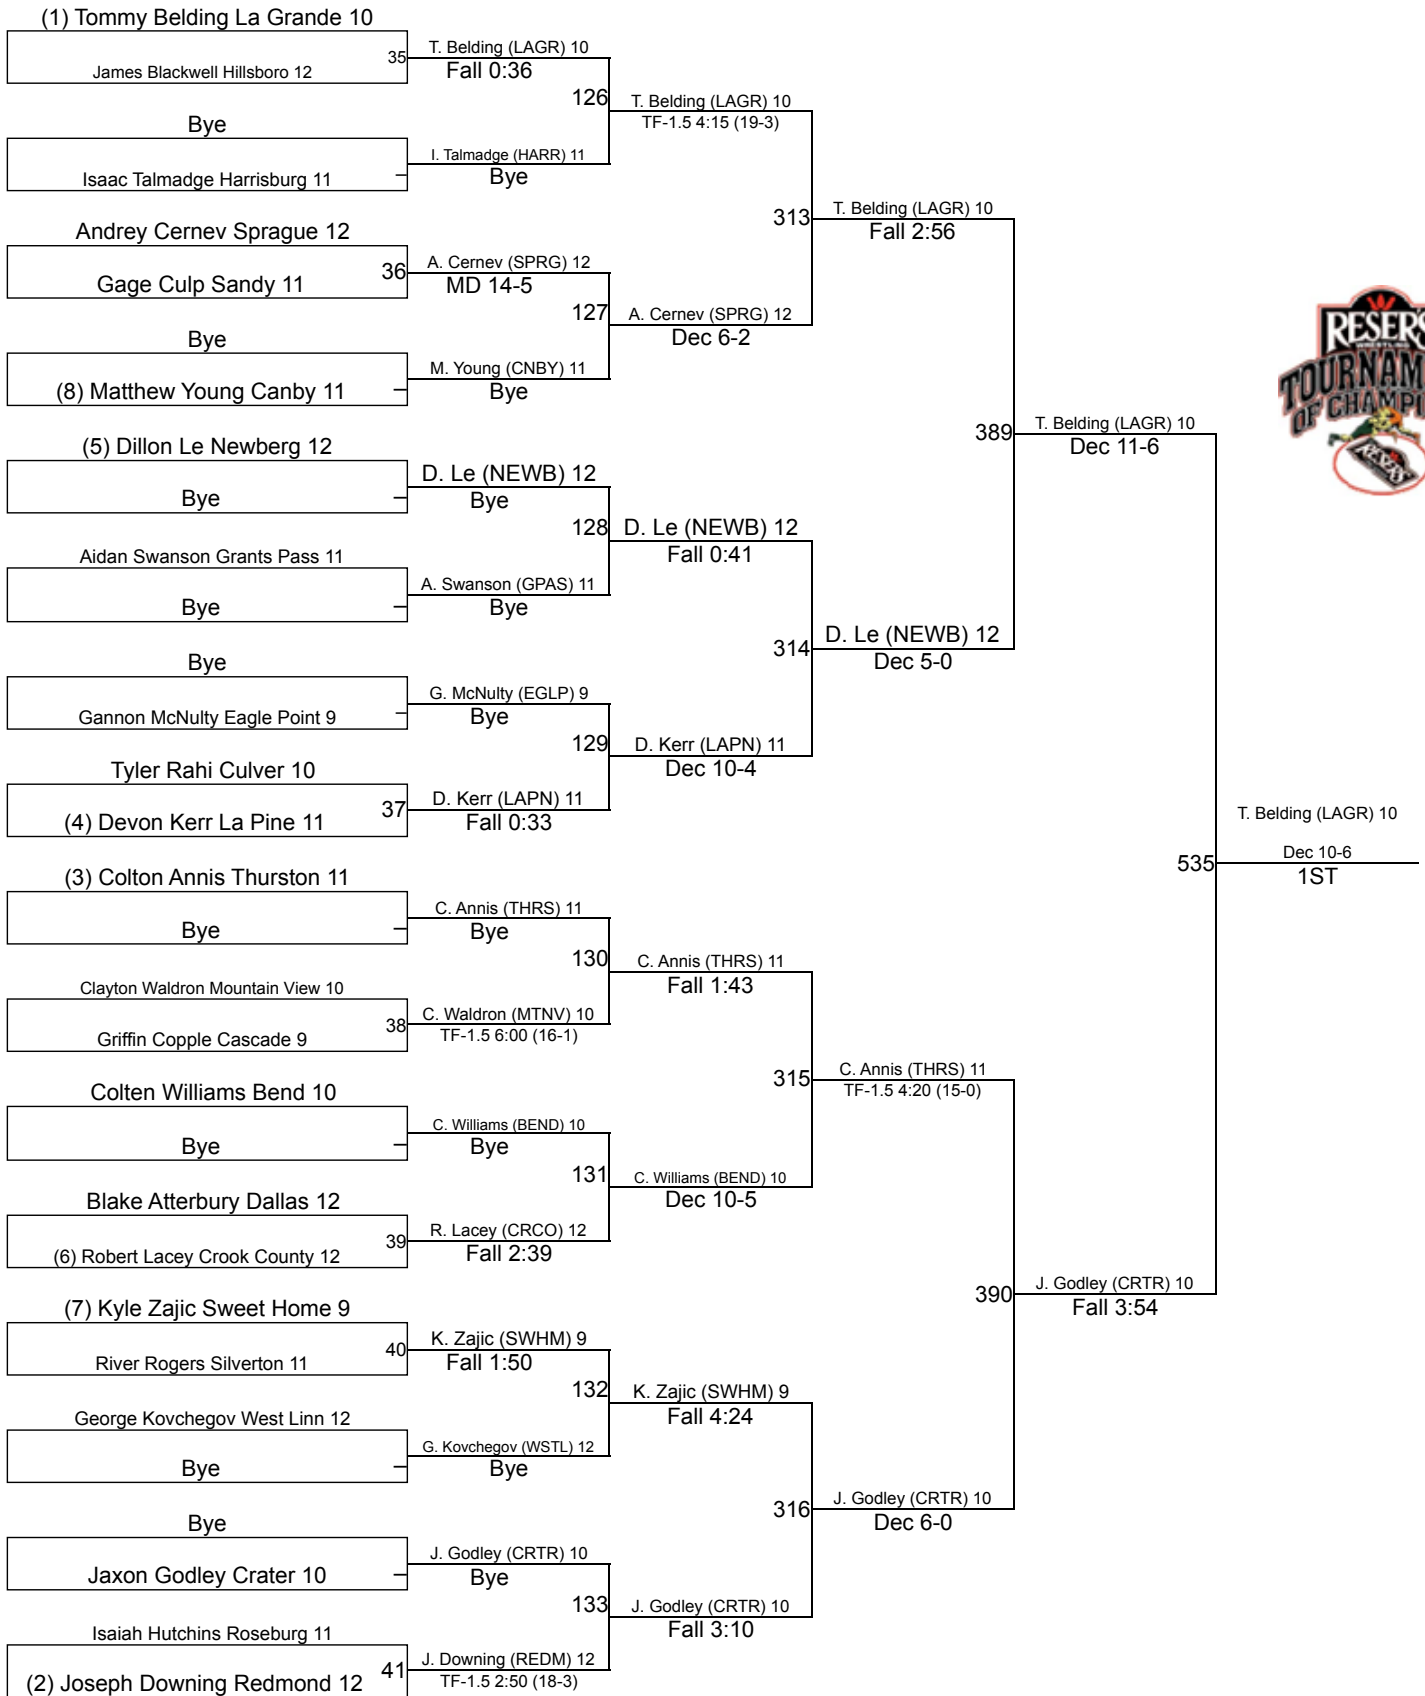 (1) Tommy Belding La Grande 10
35
James Blackwell Hillsboro 12
T. Belding (LAGR) 10
Fall 0:36
126
T. Belding (LAGR) 10
TF-1.5 4:15 (19-3)
Bye
Isaac Talmadge Harrisburg 11
I. Talmadge (HARR) 11
Bye
313
T. Belding (LAGR) 10
Fall 2:56
Andrey Cernev Sprague 12
36
Gage Culp Sandy 11
A. Cernev (SPRG) 12
MD 14-5
127
A. Cernev (SPRG) 12
Dec 6-2
Bye
(8) Matthew Young Canby 11
M. Young (CNBY) 11
Bye
RESER'S
WRESTLING
389
T. Belding (LAGR) 10
Dec 11-6
(5) Dillon Le Newberg 12
Bye
D. Le (NEWB) 12
Bye
128
D. Le (NEWB) 12
Fall 0:41
Aidan Swanson Grants Pass 11
Bye
A. Swanson (GPAS) 11
Bye
314
D. Le (NEWB) 12
Dec 5-0
Bye
Gannon McNulty Eagle Point 9
G. McNulty (EGLP) 9
Bye
129
D. Kerr (LAPN) 11
Dec 10-4
Tyler Rahi Culver 10
37
(4) Devon Kerr La Pine 11
D. Kerr (LAPN) 11
Fall 0:33
535
T. Belding (LAGR) 10
Dec 10-6
1ST
(3) Colton Annis Thurston 11
Bye
C. Annis (THRS) 11
Bye
130
C. Annis (THRS) 11
Fall 1:43
Clayton Waldron Mountain View 10
38
Griffin Copple Cascade 9
C. Waldron (MTNV) 10
TF-1.5 6:00 (16-1)
315
C. Annis (THRS) 11
TF-1.5 4:20 (15-0)
Colten Williams Bend 10
Bye
C. Williams (BEND) 10
Bye
131
C. Williams (BEND) 10
Dec 10-5
Blake Atterbury Dallas 12
39
(6) Robert Lacey Crook County 12
R. Lacey (CRCO) 12
Fall 2:39
390
J. Godley (CRTR) 10
Fall 3:54
(7) Kyle Zajic Sweet Home 9
40
River Rogers Silverton 11
K. Zajic (SWHM) 9
Fall 1:50
132
K. Zajic (SWHM) 9
Fall 4:24
George Kovchegov West Linn 12
Bye
G. Kovchegov (WSTL) 12
Bye
316
J. Godley (CRTR) 10
Dec 6-0
Bye
Jaxon Godley Crater 10
J. Godley (CRTR) 10
Bye
133
J. Godley (CRTR) 10
Fall 3:10
Isaiah Hutchins Roseburg 11
41
(2) Joseph Downing Redmond 12
J. Downing (REDM) 12
TF-1.5 2:50 (18-3)